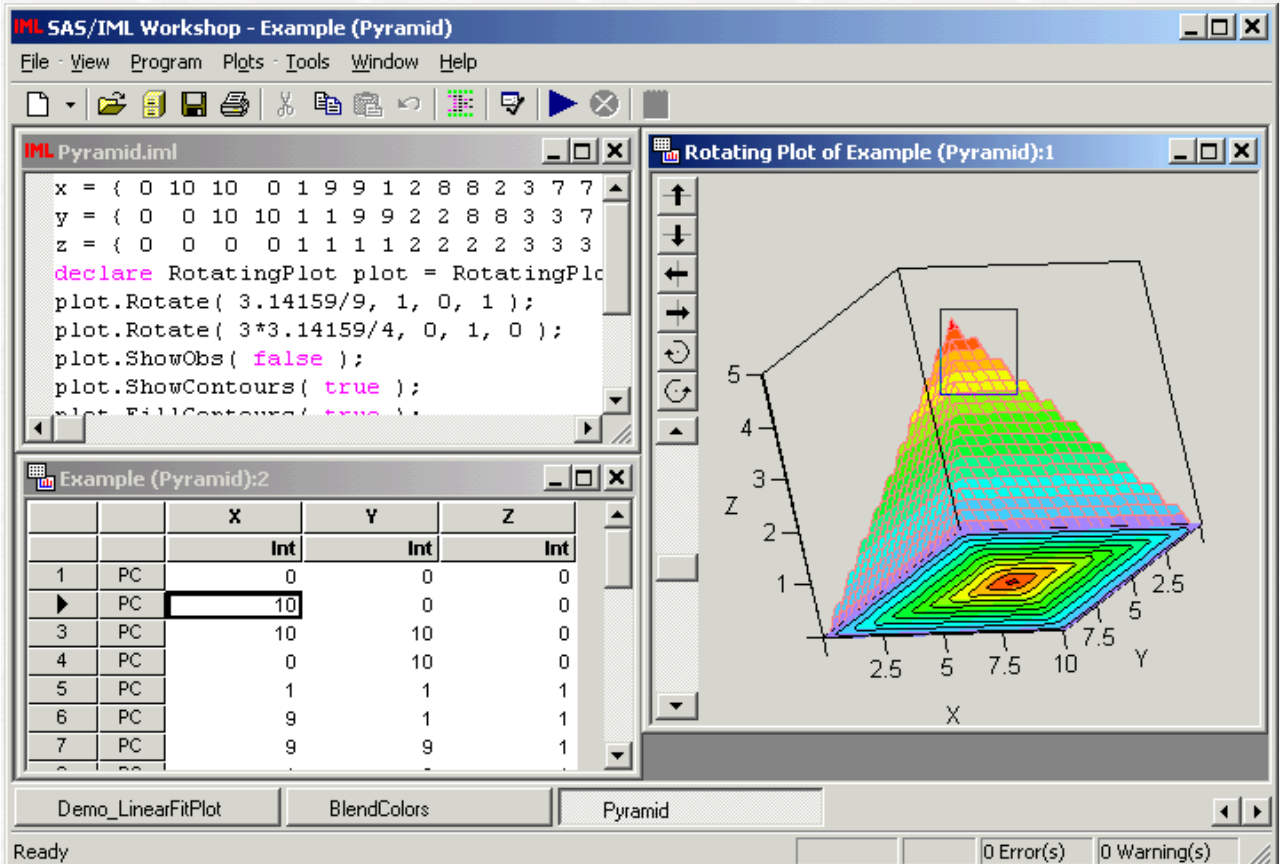 IML SAS/IML Workshop - Example (Pyramid)
File View Program Plots Tools Window Help
IML Pyramid.iml
x = { 0 10 10 0 1 9 9 1 2 8 8 2 3 7 7
y = { 0 0 10 10 1 1 9 9 2 2 8 8 3 3 7
z = { 0 0 0 0 1 1 1 1 2 2 2 2 3 3 3
declare RotatingPlot plot = RotatingPlo
plot.Rotate( 3.14159/9, 1, 0, 1 );
plot.Rotate( 3*3.14159/4, 0, 1, 0 );
plot.ShowObs( false );
plot.ShowContours( true );
plot.FillContours( true );
Example (Pyramid):2
X Y Z
Int Int Int
1 PC 0 0 0
PC 10 0 0
3 PC 10 10 0
4 PC 0 10 0
5 PC 1 1 1
6 PC 9 1 1
7 PC 9 9 1
Rotating Plot of Example (Pyramid):1
5
4
3
Z
2
1
2.5 5 7.5 10
X
7.5
5
2.5
Y
Demo_LinearFitPlot BlendColors Pyramid
Ready 0 Error(s) 0 Warning(s)